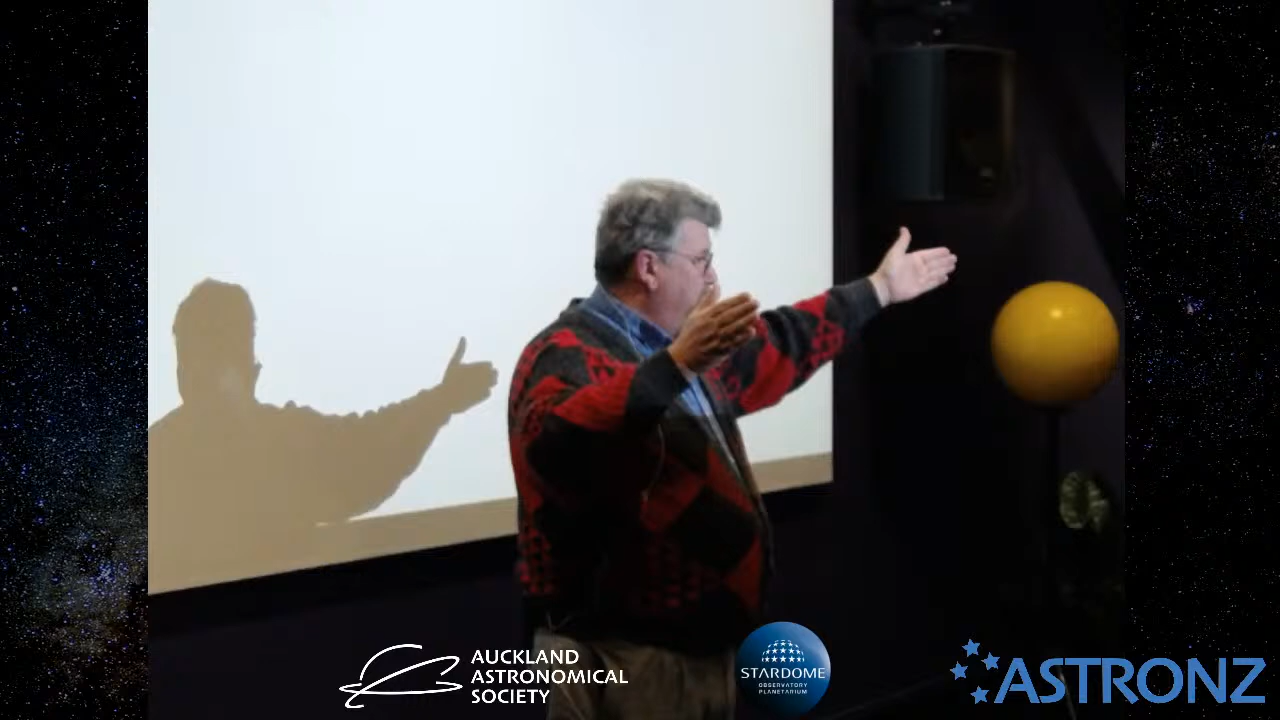 AUCKLAND
ASTRONOMICAL
SOCIETY
STARDOME
OBSERVATORY
PLANETARIUM
ASTRONZ